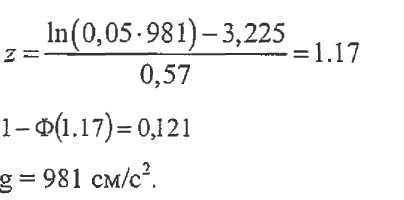 z = (ln(0,05·981) − 3,225) / 0,57 = 1.17
1 − Φ(1.17) = 0,121
g = 981 см/с².